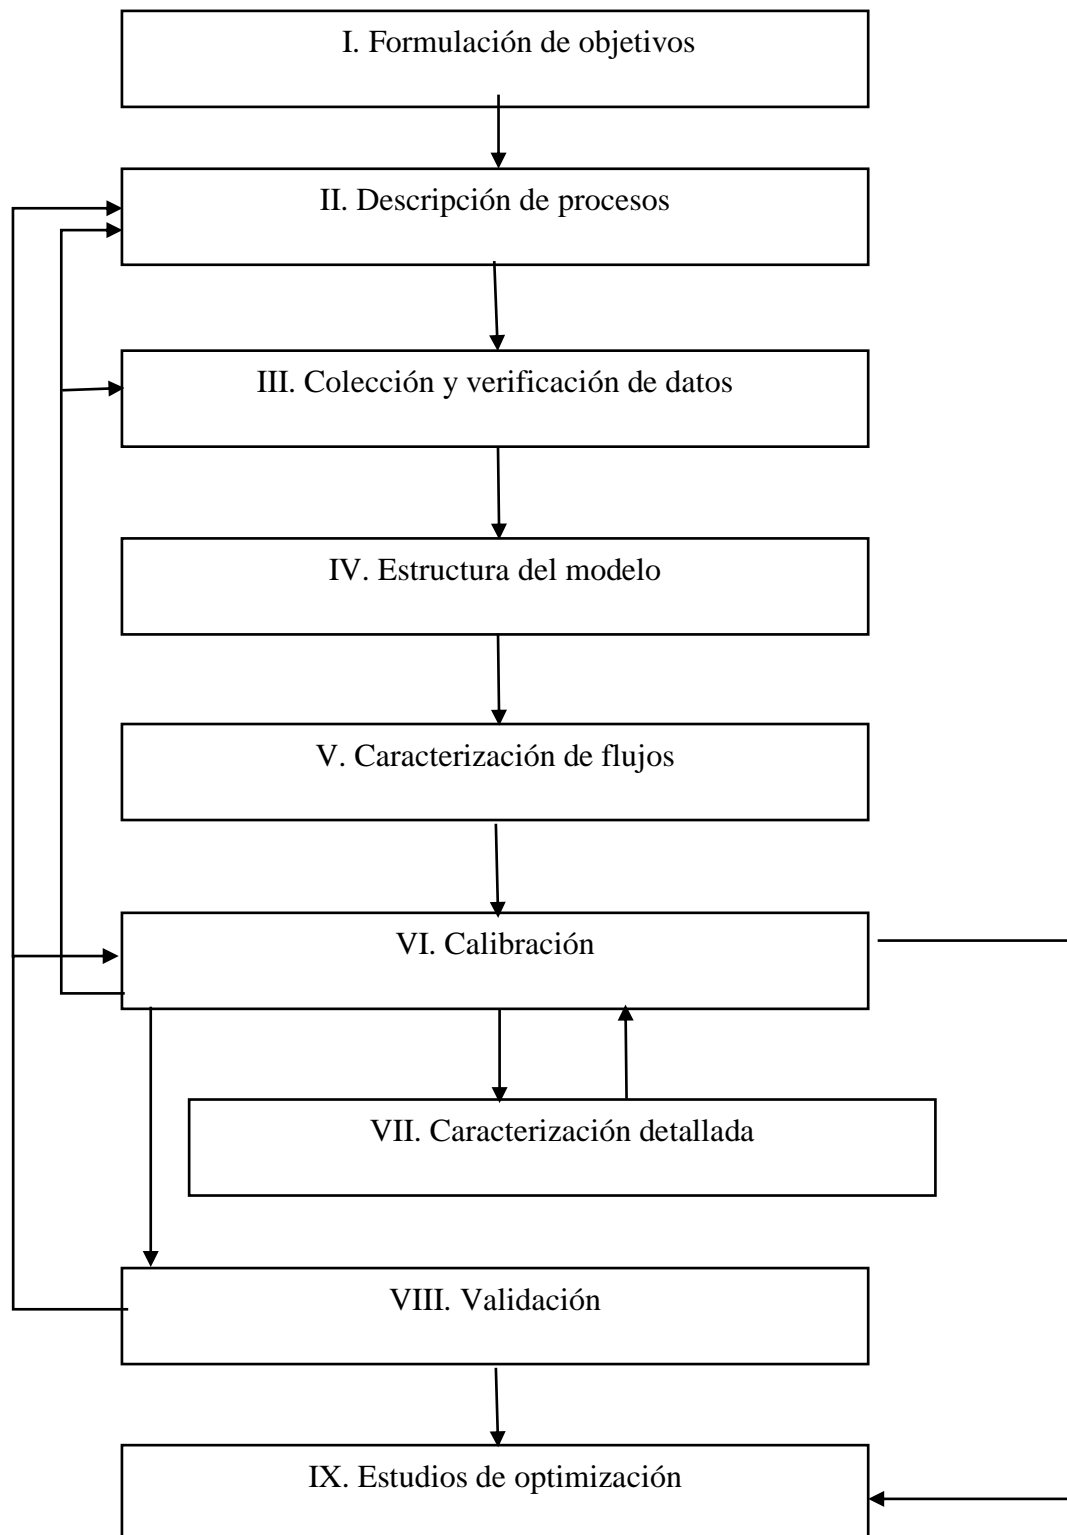 I. Formulación de objetivos
II. Descripción de procesos
III. Colección y verificación de datos
IV. Estructura del modelo
V. Caracterización de flujos
VI. Calibración
VII. Caracterización detallada
VIII. Validación
IX. Estudios de optimización